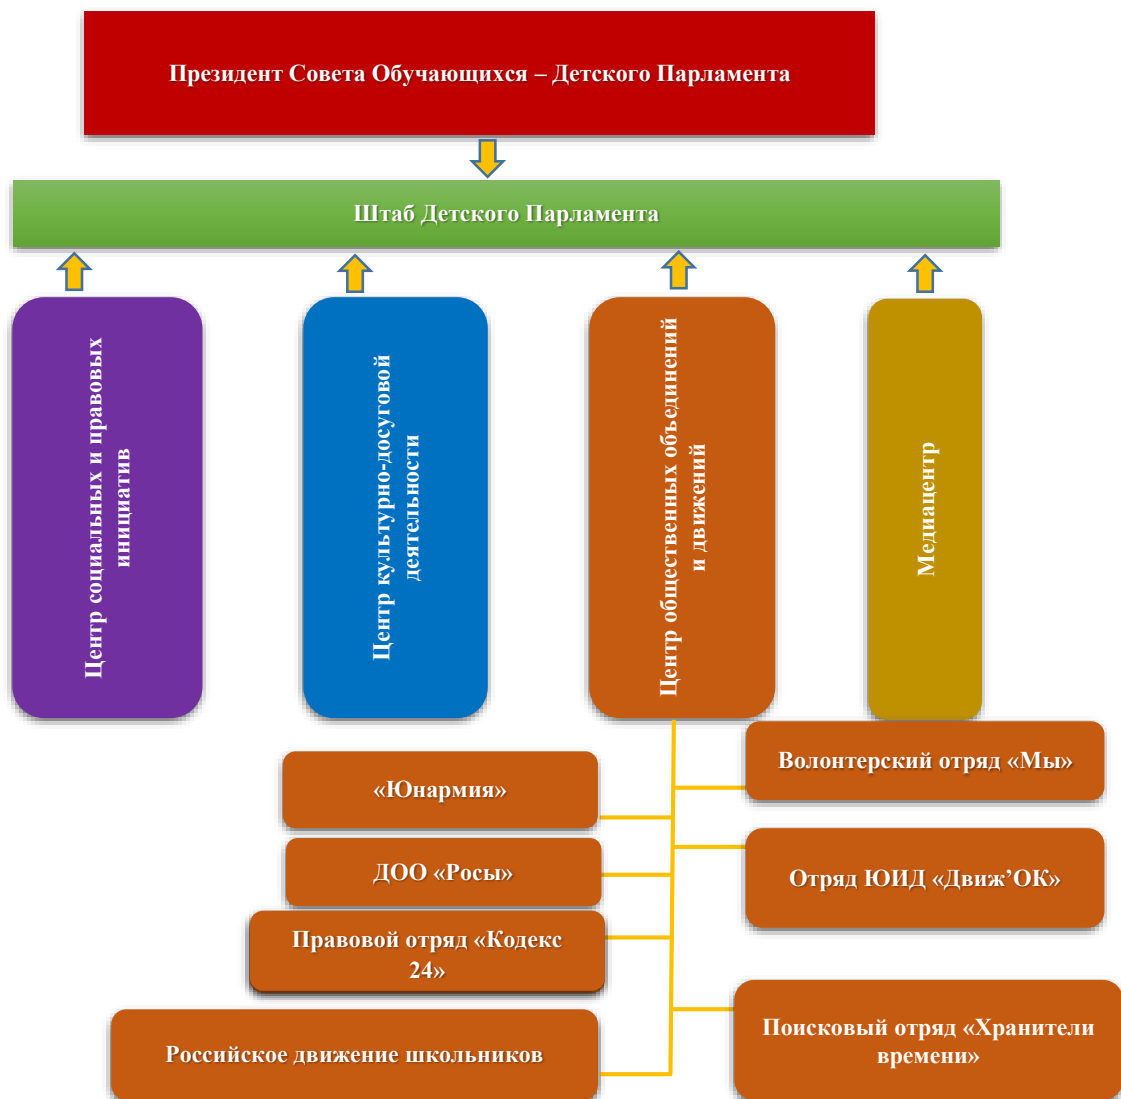 Президент Совета Обучающихся – Детского Парламента
Штаб Детского Парламента
Центр социальных и правовых
инициатив
Центр культурно-досуговой
деятельности
Центр общественных объединений
и движений
Медиацентр
Волонтерский отряд «Мы»
«Юнармия»
ДОО «Росы»
Отряд ЮИД «Движ’ОК»
Правовой отряд «Кодекс
24»
Российское движение школьников
Поисковый отряд «Хранители
времени»